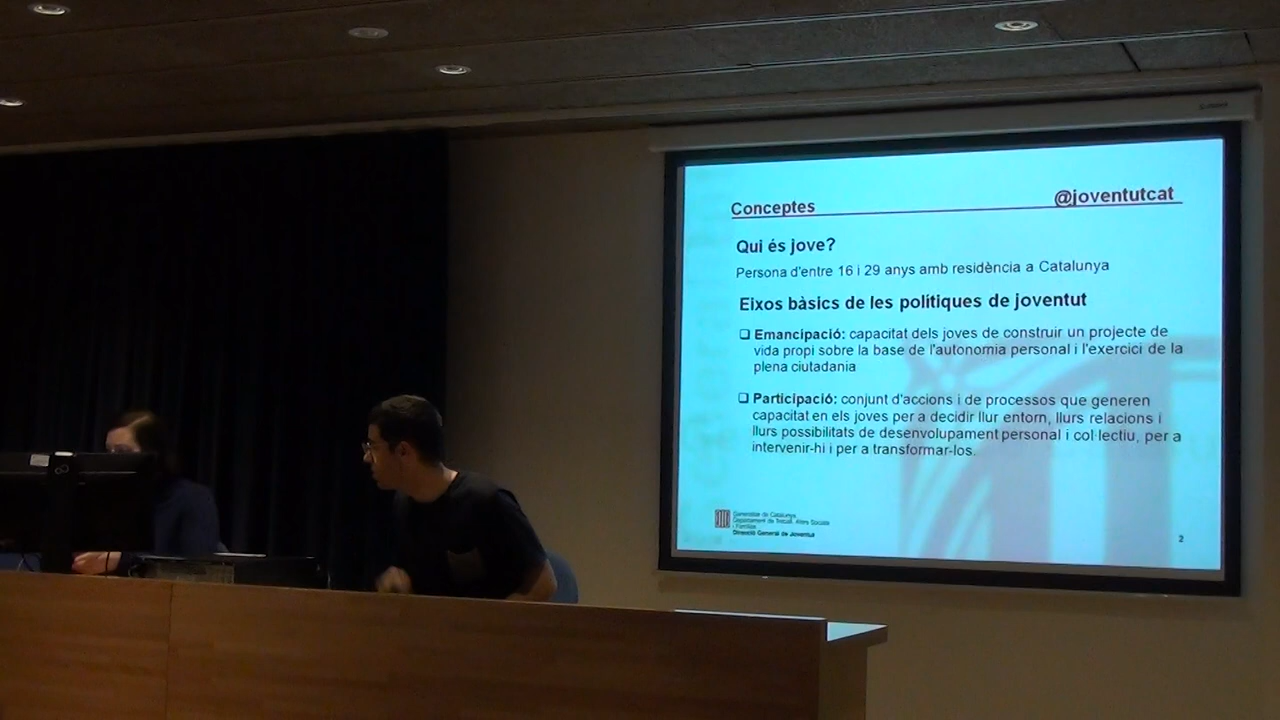 Conceptes
@joventutcat
Qui és jove?
Persona d'entre 16 i 29 anys amb residència a Catalunya
Eixos bàsics de les polítiques de joventut
❑ Emancipació: capacitat dels joves de construir un projecte de
vida propi sobre la base de l'autonomia personal i l'exercici de la
plena ciutadania
❑ Participació: conjunt d'accions i de processos que generen
capacitat en els joves per a decidir llur entorn, llurs relacions i
llurs possibilitats de desenvolupament personal i col·lectiu, per a
intervenir-hi i per a transformar-los.
Generalitat de Catalunya
Departament de Treball, Afers Socials
i Famílies
Direcció General de Joventut
2